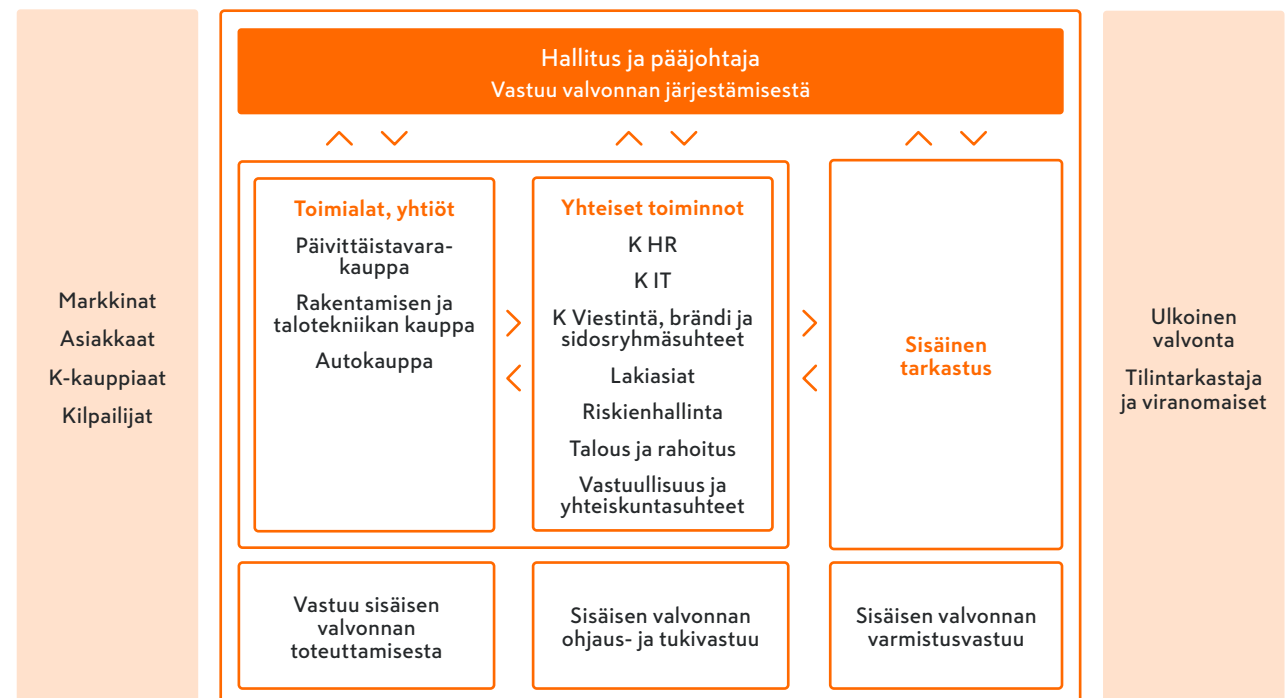 Hallitus ja pääjohtaja
Vastuu valvonnan järjestämisestä
Markkinat
Asiakkaat
K-kauppiaat
Kilpailijat
Toimialat, yhtiöt
Päivittäistavara-
kauppa
Rakentamisen ja
talotekniikan kauppa
Autokauppa
Yhteiset toiminnot
K HR
K IT
K Viestintä, brändi ja
sidosryhmäsuhteet
Lakiasiat
Riskienhallinta
Talous ja rahoitus
Vastuullisuus ja
yhteiskuntasuhteet
Sisäinen
tarkastus
Ulkoinen
valvonta
Tilintarkastaja
ja viranomaiset
Vastuu sisäisen
valvonnan
toteuttamisesta
Sisäisen valvonnan
ohjaus- ja tukivastuu
Sisäisen valvonnan
varmistusvastuu